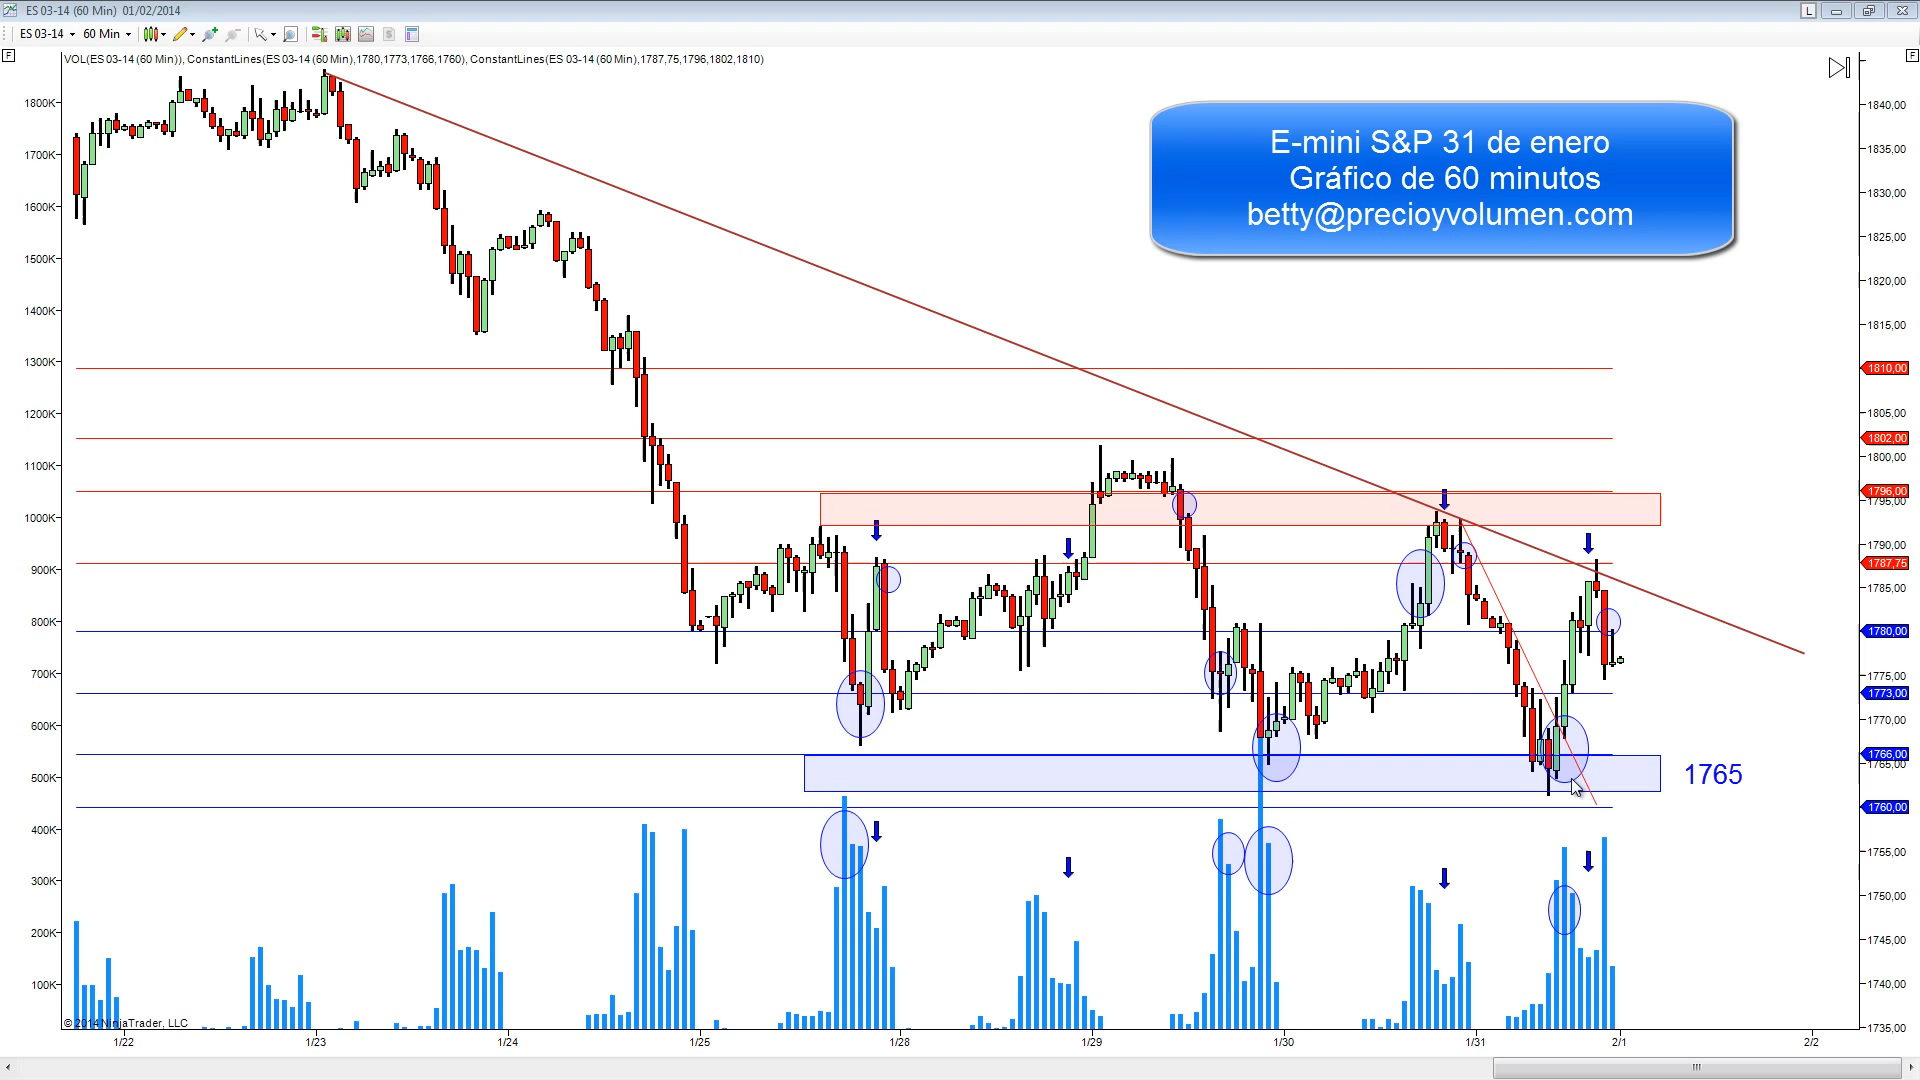 ES 03-14 (60 Min)  01/02/2014
L
ES 03-14
60 Min
F
VOL(ES 03-14 (60 Min)), ConstantLines(ES 03-14 (60 Min),1780,1773,1766,1760), ConstantLines(ES 03-14 (60 Min),1787,75,1796,1802,1810)
F
E-mini S&P 31 de enero
Gráfico de 60 minutos
betty@precioyvolumen.com
1800K
1700K
1600K
1500K
1400K
1300K
1200K
1100K
1000K
900K
800K
700K
600K
500K
400K
300K
200K
100K
1840,00
1835,00
1830,00
1825,00
1820,00
1815,00
1810,00
1805,00
1802,00
1800,00
1796,00
1795,00
1790,00
1787,75
1785,00
1780,00
1775,00
1773,00
1770,00
1766,00
1765,00
1760,00
1755,00
1750,00
1745,00
1740,00
1735,00
1765
© 2014 NinjaTrader, LLC
1/22
1/23
1/24
1/25
1/28
1/29
1/30
1/31
2/1
2/2